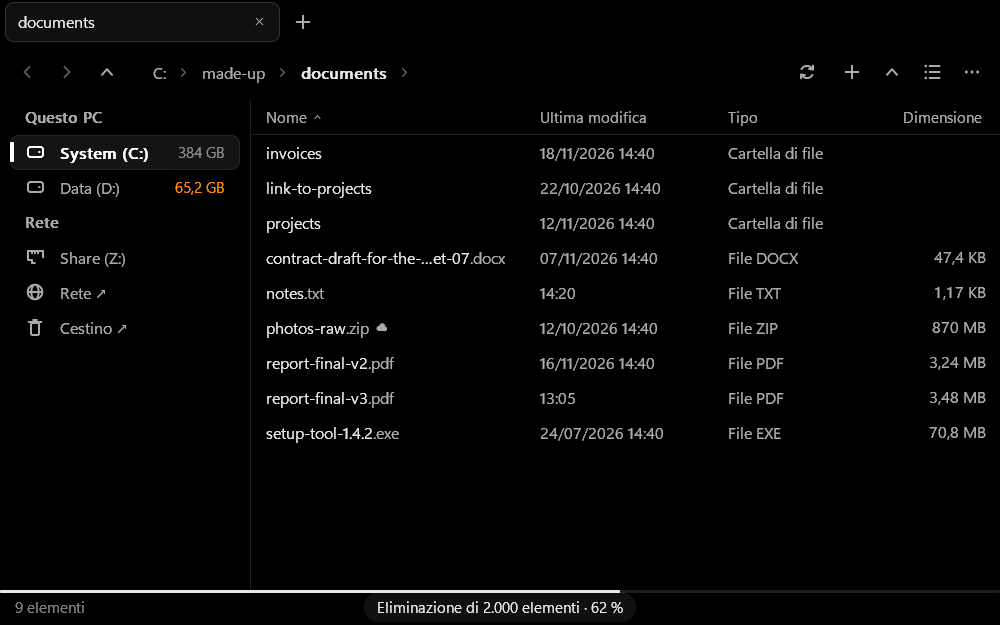 documents
C: made-up documents
Questo PC
System (C:) 384 GB
Data (D:) 65,2 GB
Rete
Share (Z:)
Rete ↗
Cestino ↗
Nome Ultima modifica Tipo Dimensione
invoices 18/11/2026 14:40 Cartella di file
link-to-projects 22/10/2026 14:40 Cartella di file
projects 12/11/2026 14:40 Cartella di file
contract-draft-for-the-...et-07.docx 07/11/2026 14:40 File DOCX 47,4 KB
notes.txt 14:20 File TXT 1,17 KB
photos-raw.zip 12/10/2026 14:40 File ZIP 870 MB
report-final-v2.pdf 16/11/2026 14:40 File PDF 3,24 MB
report-final-v3.pdf 13:05 File PDF 3,48 MB
setup-tool-1.4.2.exe 24/07/2026 14:40 File EXE 70,8 MB
9 elementi
Eliminazione di 2.000 elementi · 62 %